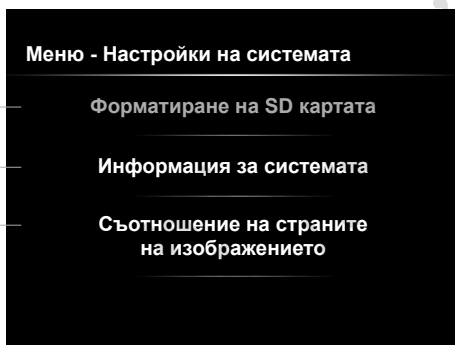 Меню - Настройки на системата
Форматиране на SD картата
Информация за системата
Съотношение на страните
на изображението